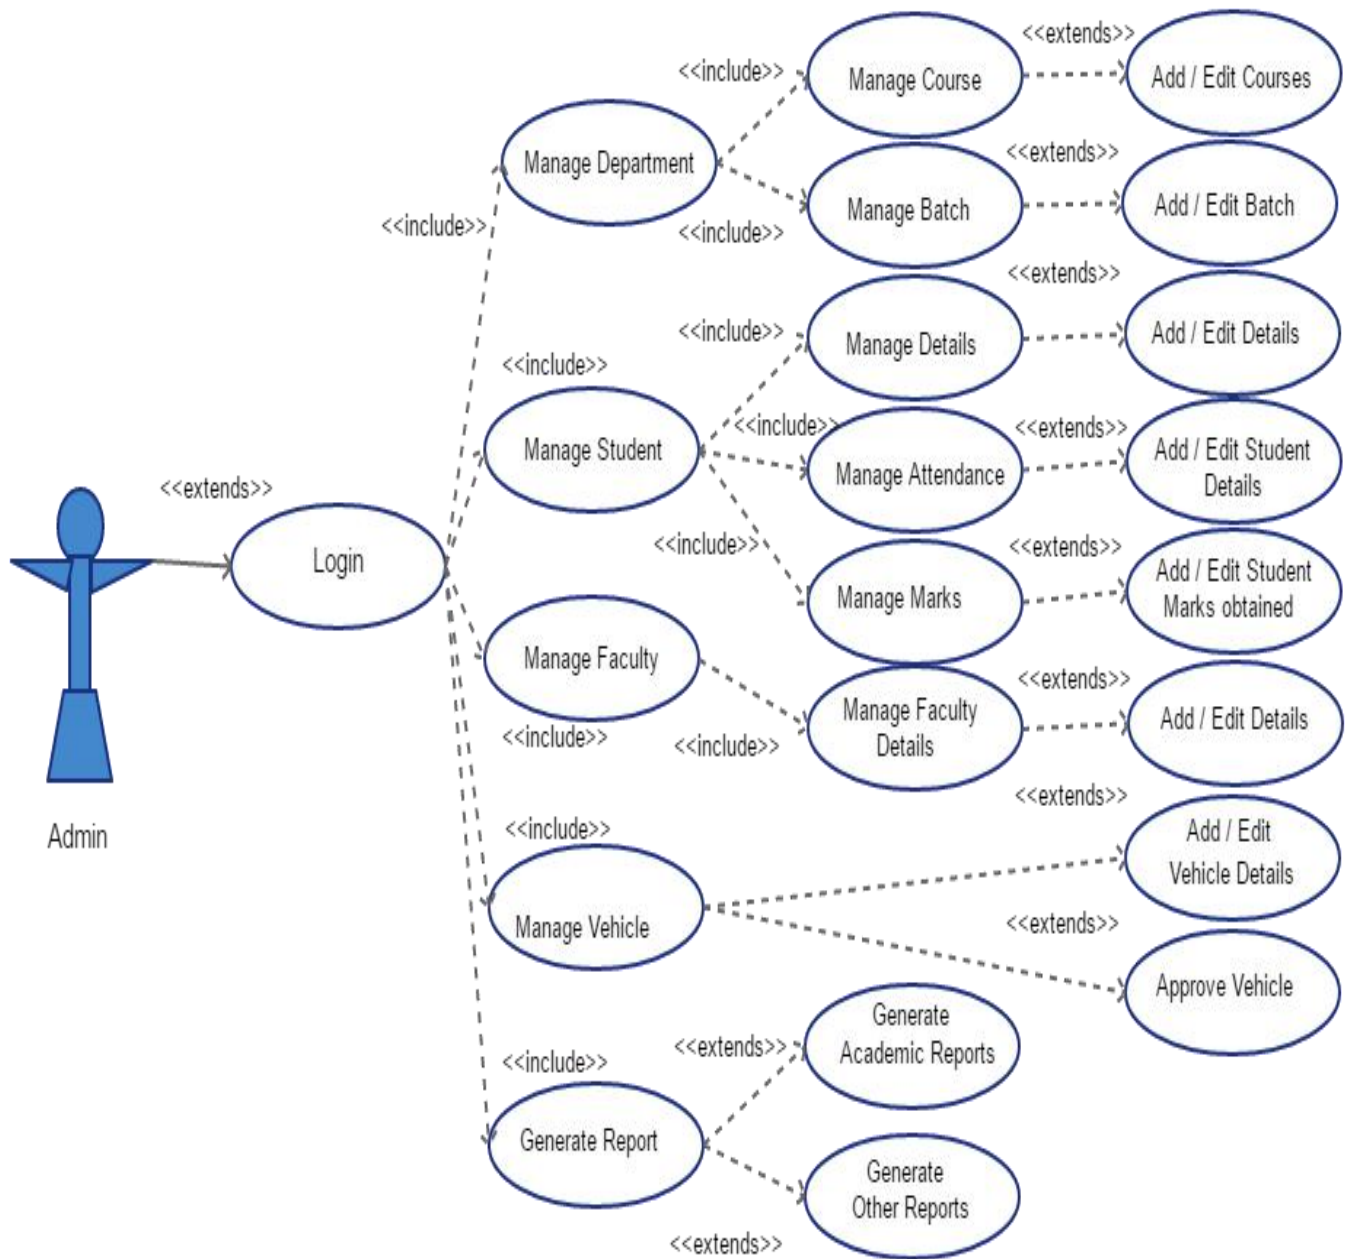 <<extends>>
<<include>>
Manage Course
Add / Edit Courses
Manage Department
<<extends>>
<<include>>
<<include>>
Manage Batch
Add / Edit Batch
<<extends>>
<<include>>
<<include>>
Manage Details
Add / Edit Details
<<include>>
<<extends>>
Manage Student
Manage Attendance
Add / Edit Student
Details
<<extends>>
Login
<<include>>
<<extends>>
Manage Marks
Add / Edit Student
Marks obtained
Manage Faculty
<<extends>>
<<include>>
<<include>>
Manage Faculty
Details
Add / Edit Details
Admin
<<include>>
<<extends>>
Add / Edit
Vehicle Details
Manage Vehicle
<<extends>>
Approve Vehicle
<<include>>
<<extends>>
Generate
Academic Reports
Generate Report
Generate
Other Reports
<<extends>>